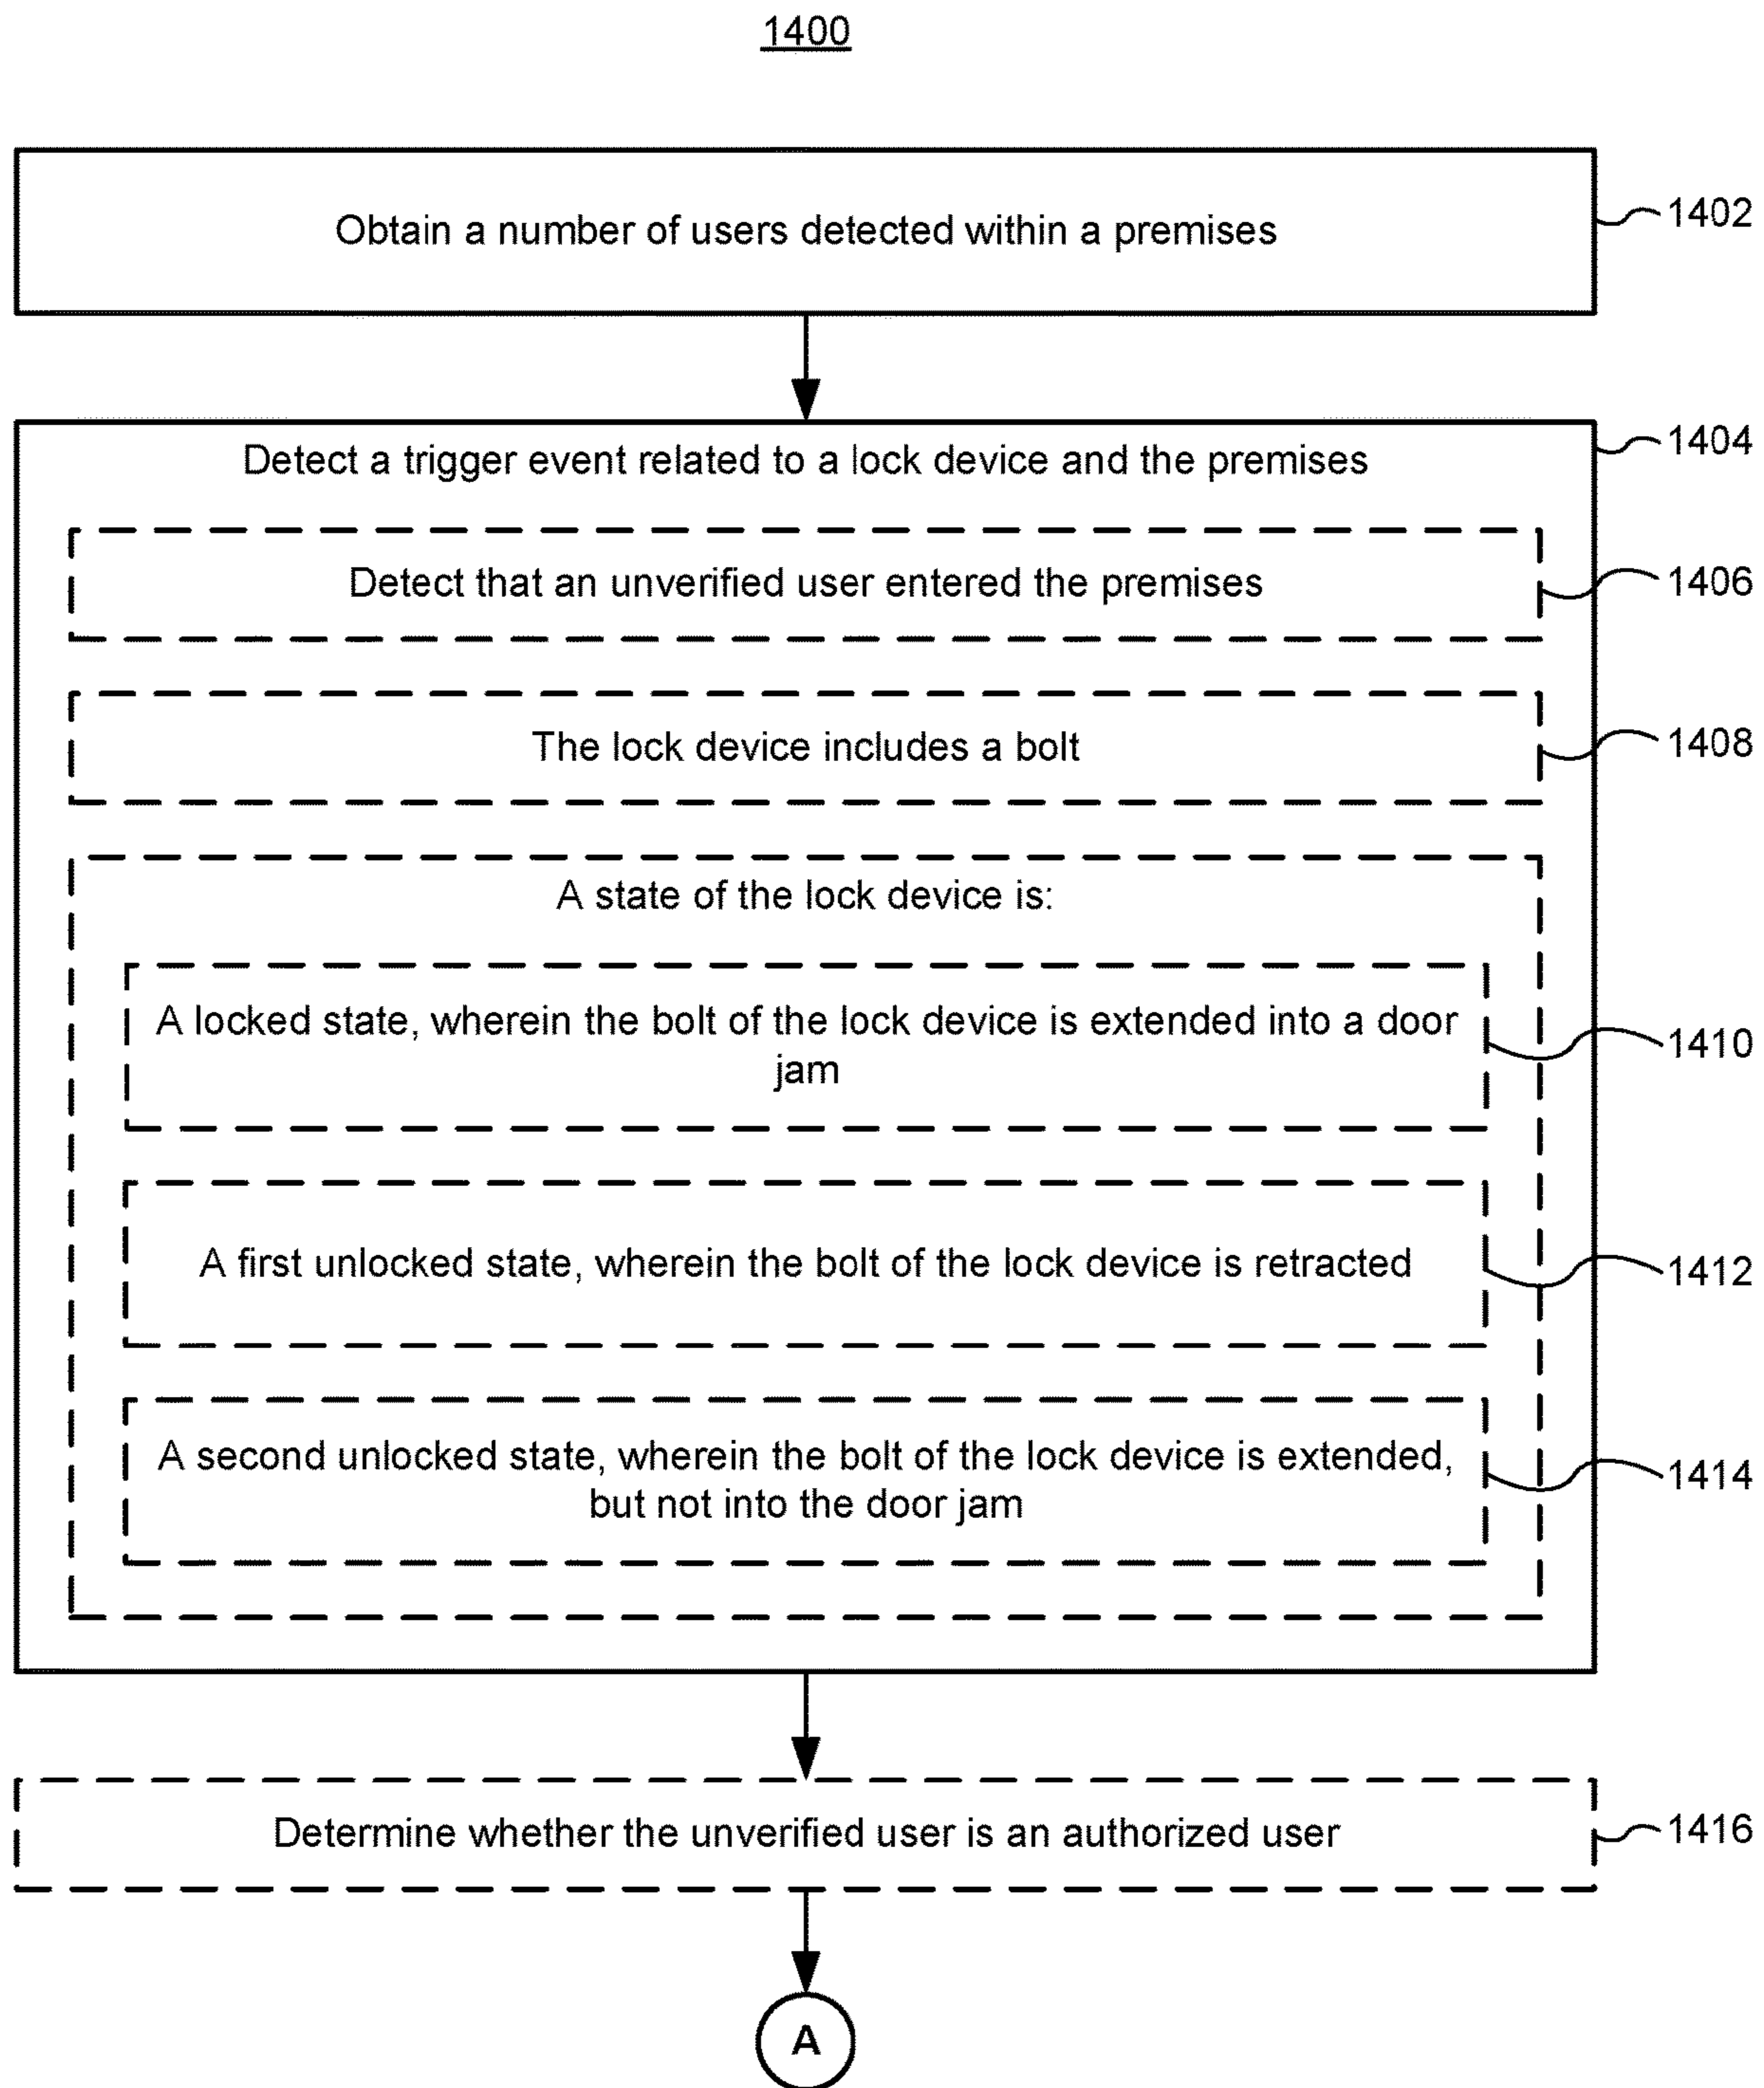 1400
Obtain a number of users detected within a premises
1402
Detect a trigger event related to a lock device and the premises
1404
Detect that an unverified user entered the premises
1406
The lock device includes a bolt
1408
A state of the lock device is:
A locked state, wherein the bolt of the lock device is extended into a door
jam
1410
A first unlocked state, wherein the bolt of the lock device is retracted
1412
A second unlocked state, wherein the bolt of the lock device is extended,
but not into the door jam
1414
Determine whether the unverified user is an authorized user
1416
A